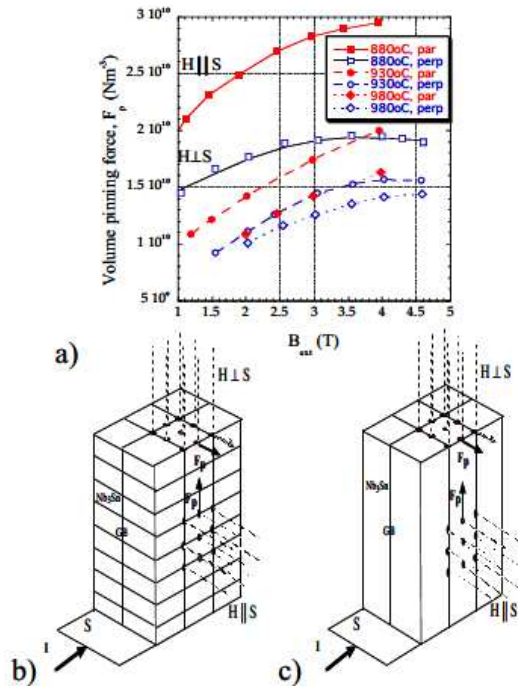 3 10¹⁰
2.5 10¹⁰
2 10¹⁰
1.5 10¹⁰
1 10¹⁰
5 10⁹
Volume pinning force, Fₚ (Nm⁻³)
H∥S
H⊥S
880oC, par
880oC, perp
930oC, par
930oC, perp
980oC, par
980oC, perp
1 1.5 2 2.5 3 3.5 4 4.5 5
B (T)
a)
H⊥S
Fₚ
Nb₃Sn
Fₚ
GB
H∥S
S
I
b)
H⊥S
Fₚ
Nb₃Sn
Fₚ
GB
H∥S
S
I
c)